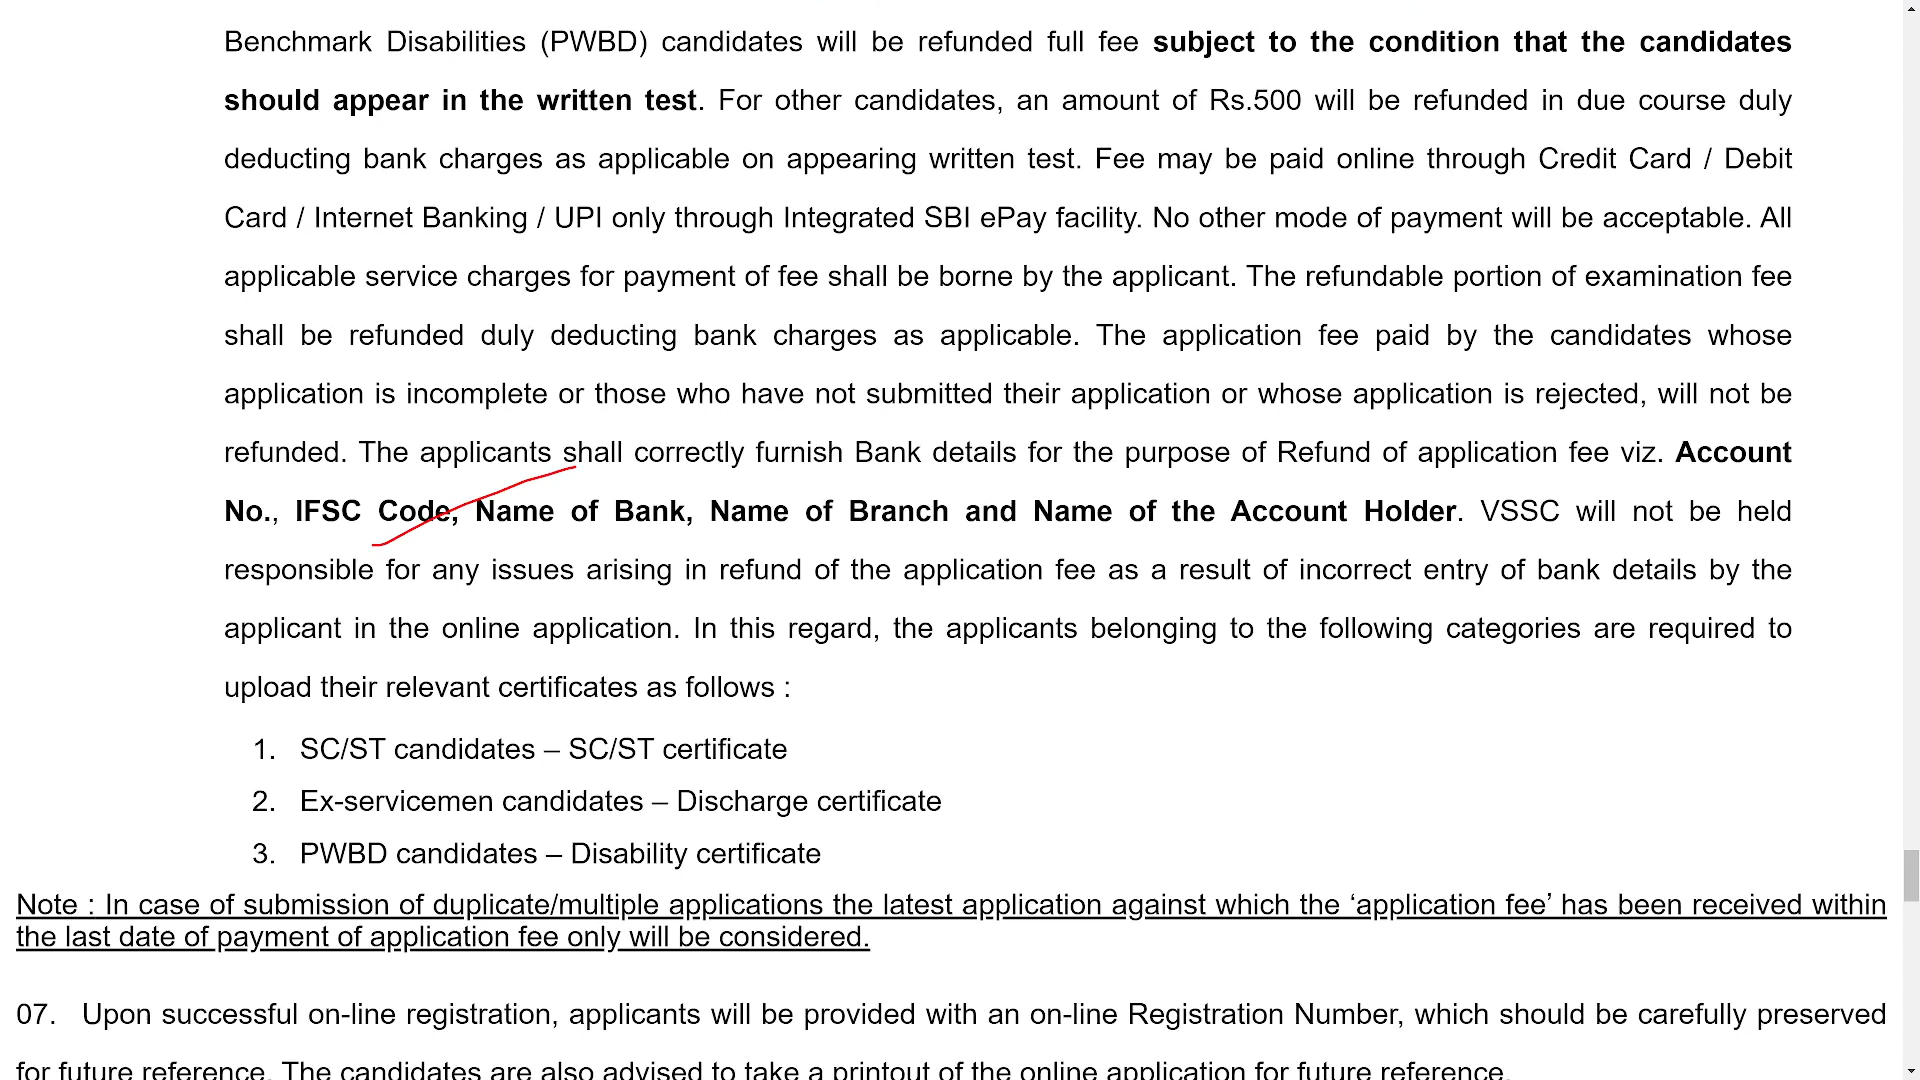 Benchmark Disabilities (PWBD) candidates will be refunded full fee subject to the condition that the candidates
should appear in the written test. For other candidates, an amount of Rs.500 will be refunded in due course duly
deducting bank charges as applicable on appearing written test. Fee may be paid online through Credit Card / Debit
Card / Internet Banking / UPI only through Integrated SBI ePay facility. No other mode of payment will be acceptable. All
applicable service charges for payment of fee shall be borne by the applicant. The refundable portion of examination fee
shall be refunded duly deducting bank charges as applicable. The application fee paid by the candidates whose
application is incomplete or those who have not submitted their application or whose application is rejected, will not be
refunded. The applicants shall correctly furnish Bank details for the purpose of Refund of application fee viz. Account
No., IFSC Code, Name of Bank, Name of Branch and Name of the Account Holder. VSSC will not be held
responsible for any issues arising in refund of the application fee as a result of incorrect entry of bank details by the
applicant in the online application. In this regard, the applicants belonging to the following categories are required to
upload their relevant certificates as follows :
1. SC/ST candidates – SC/ST certificate
2. Ex-servicemen candidates – Discharge certificate
3. PWBD candidates – Disability certificate
Note : In case of submission of duplicate/multiple applications the latest application against which the ‘application fee’ has been received within
the last date of payment of application fee only will be considered.
07. Upon successful on-line registration, applicants will be provided with an on-line Registration Number, which should be carefully preserved
for future reference. The candidates are also advised to take a printout of the online application for future reference.